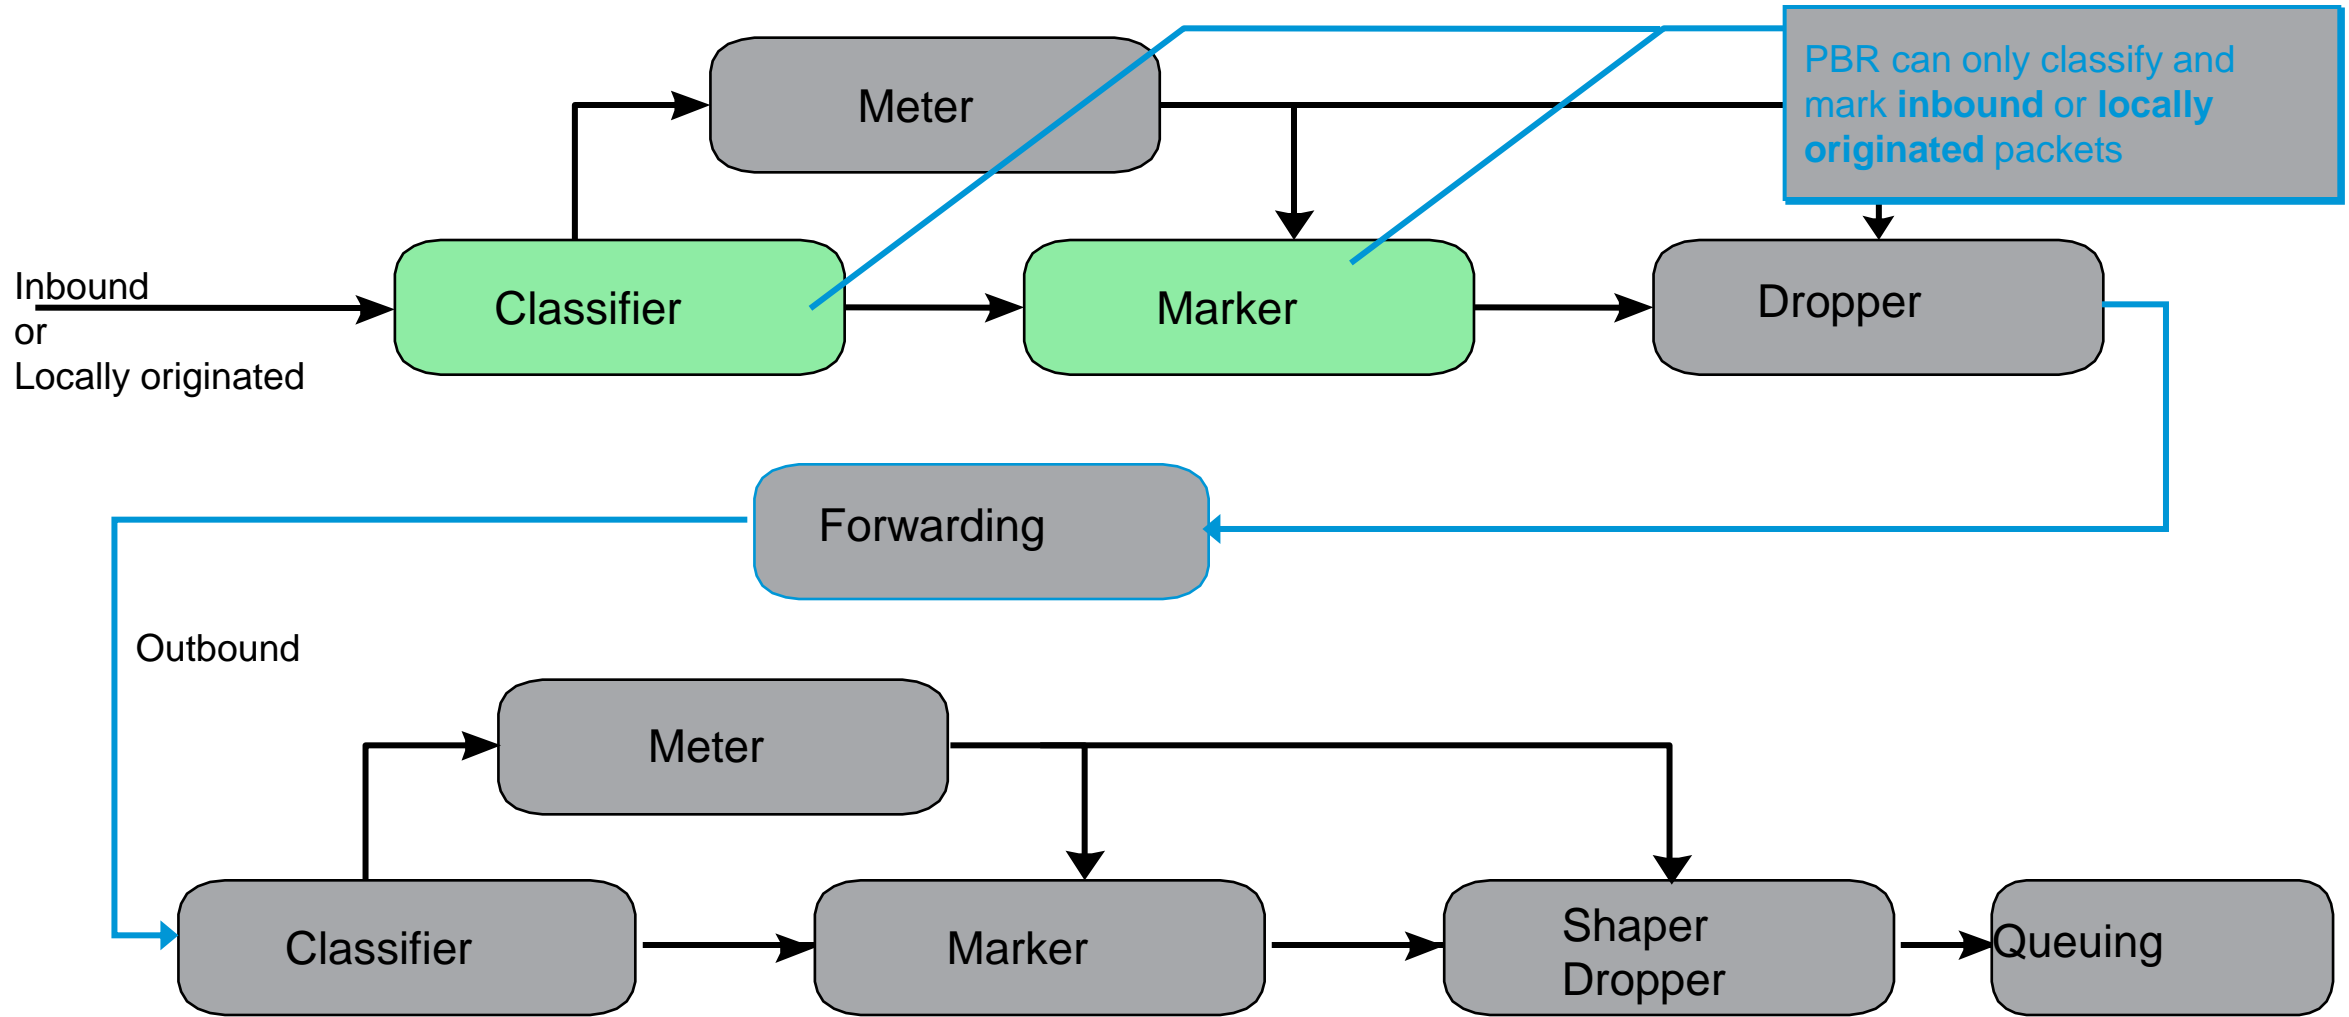 Meter
PBR can only classify and
mark inbound or locally
originated packets
Inbound
or
Locally originated
Classifier
Marker
Dropper
Forwarding
Outbound
Meter
Classifier
Marker
Shaper
Dropper
Queuing